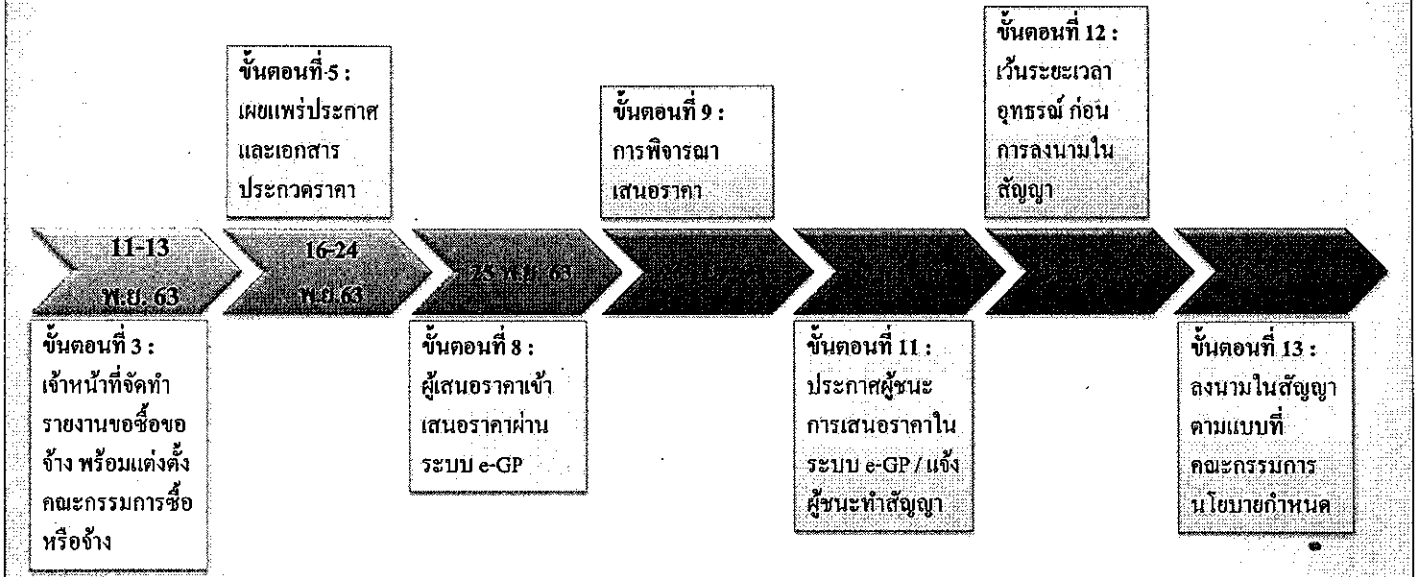 ขั้นตอนที่ 3 :
เจ้าหน้าที่จัดทำ
รายงานขอซื้อขอ
จ้าง พร้อมแต่งตั้ง
คณะกรรมการซื้อ
หรือจ้าง
11-13
พ.ย. 63
ขั้นตอนที่ 5 :
เผยแพร่ประกาศ
และเอกสาร
ประกวดราคา
16-24
พ.ย.63
25 พ.ย. 63
ขั้นตอนที่ 8 :
ผู้เสนอราคาเข้า
เสนอราคาผ่าน
ระบบ e-GP
ขั้นตอนที่ 9 :
การพิจารณา
เสนอราคา
ขั้นตอนที่ 11 :
ประกาศผู้ชนะ
การเสนอราคาใน
ระบบ e-GP / แจ้ง
ผู้ชนะทำสัญญา
ขั้นตอนที่ 12 :
เว้นระยะเวลา
อุทธรณ์ ก่อน
การลงนามใน
สัญญา
ขั้นตอนที่ 13 :
ลงนามในสัญญา
ตามแบบที่
คณะกรรมการ
นโยบายกำหนด